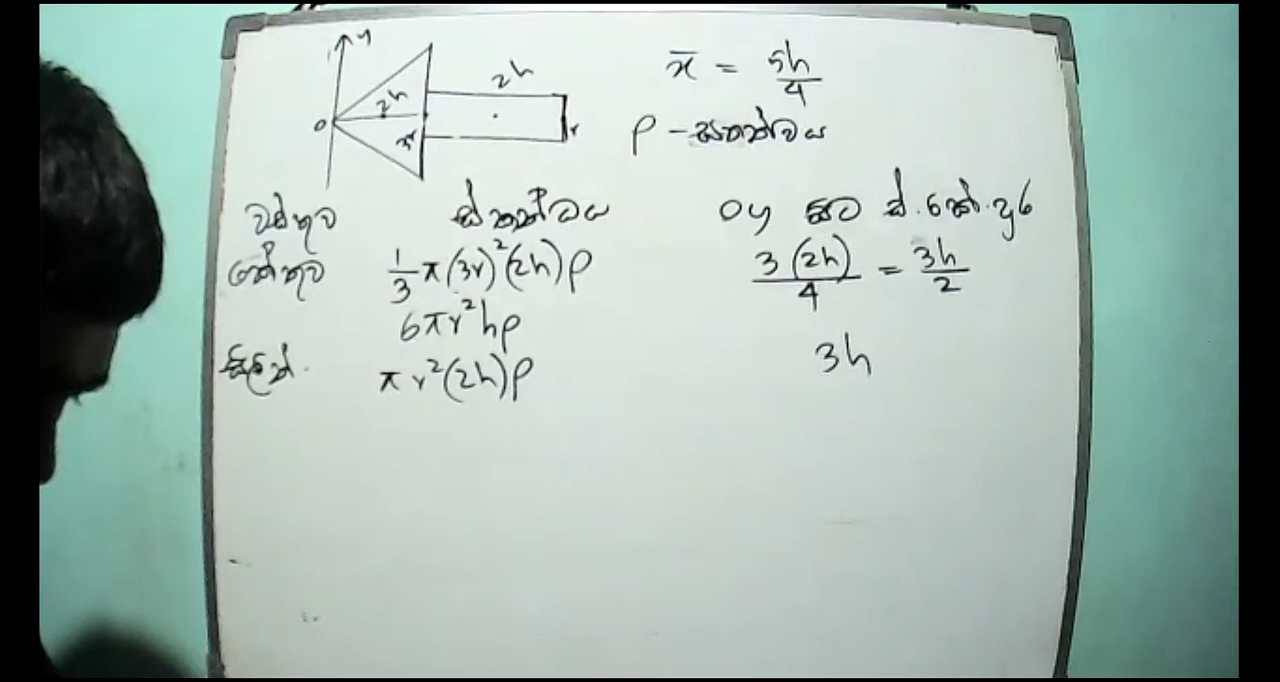 y
2h
2h
O
r
x̄ = 5h/4
ρ - ඝනත්වය
වස්තුව ස්කන්ධය Oy සිට ස්.කේ.දුර
කේතුව 1/3 π(3r)²(2h)ρ 3(2h)/4 = 3h/2
6πr²hρ
සිලින්. πr²(2h)ρ 3h